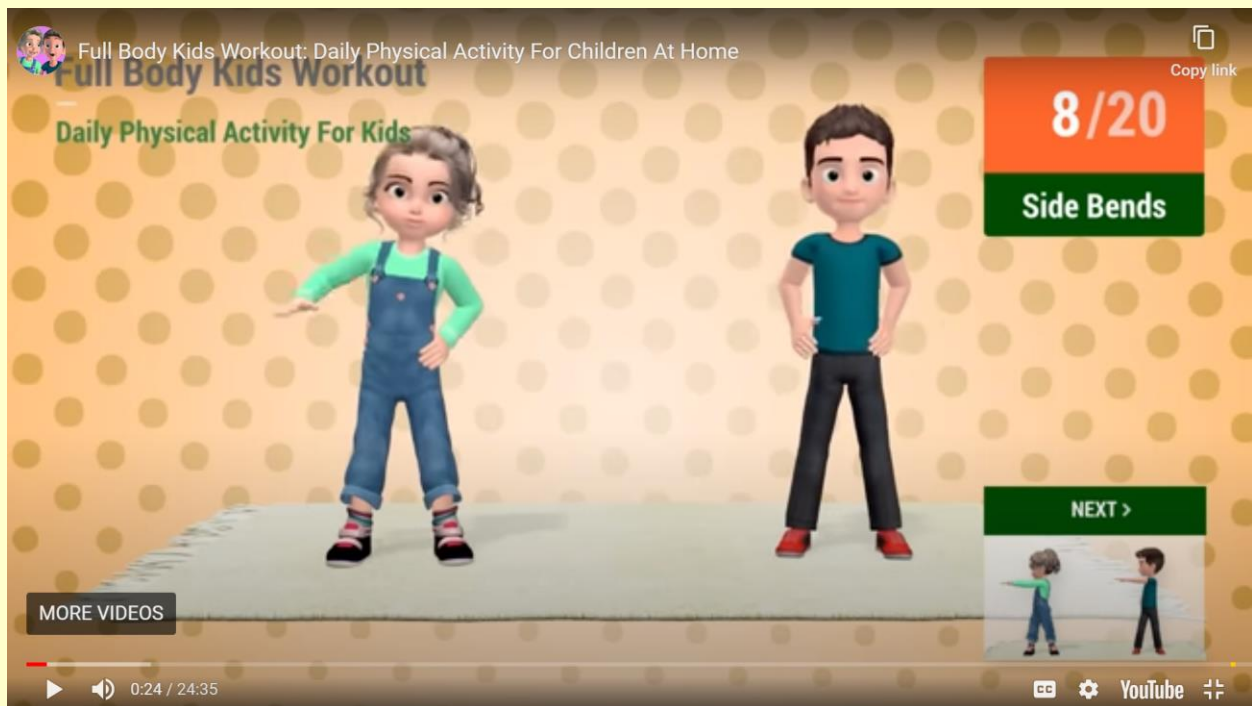 Full Body Kids Workout: Daily Physical Activity For Children At Home
Copy link
Full Body Kids Workout
Daily Physical Activity For Kids
8/20
Side Bends
NEXT >
MORE VIDEOS
0:24 / 24:35
CC
YouTube